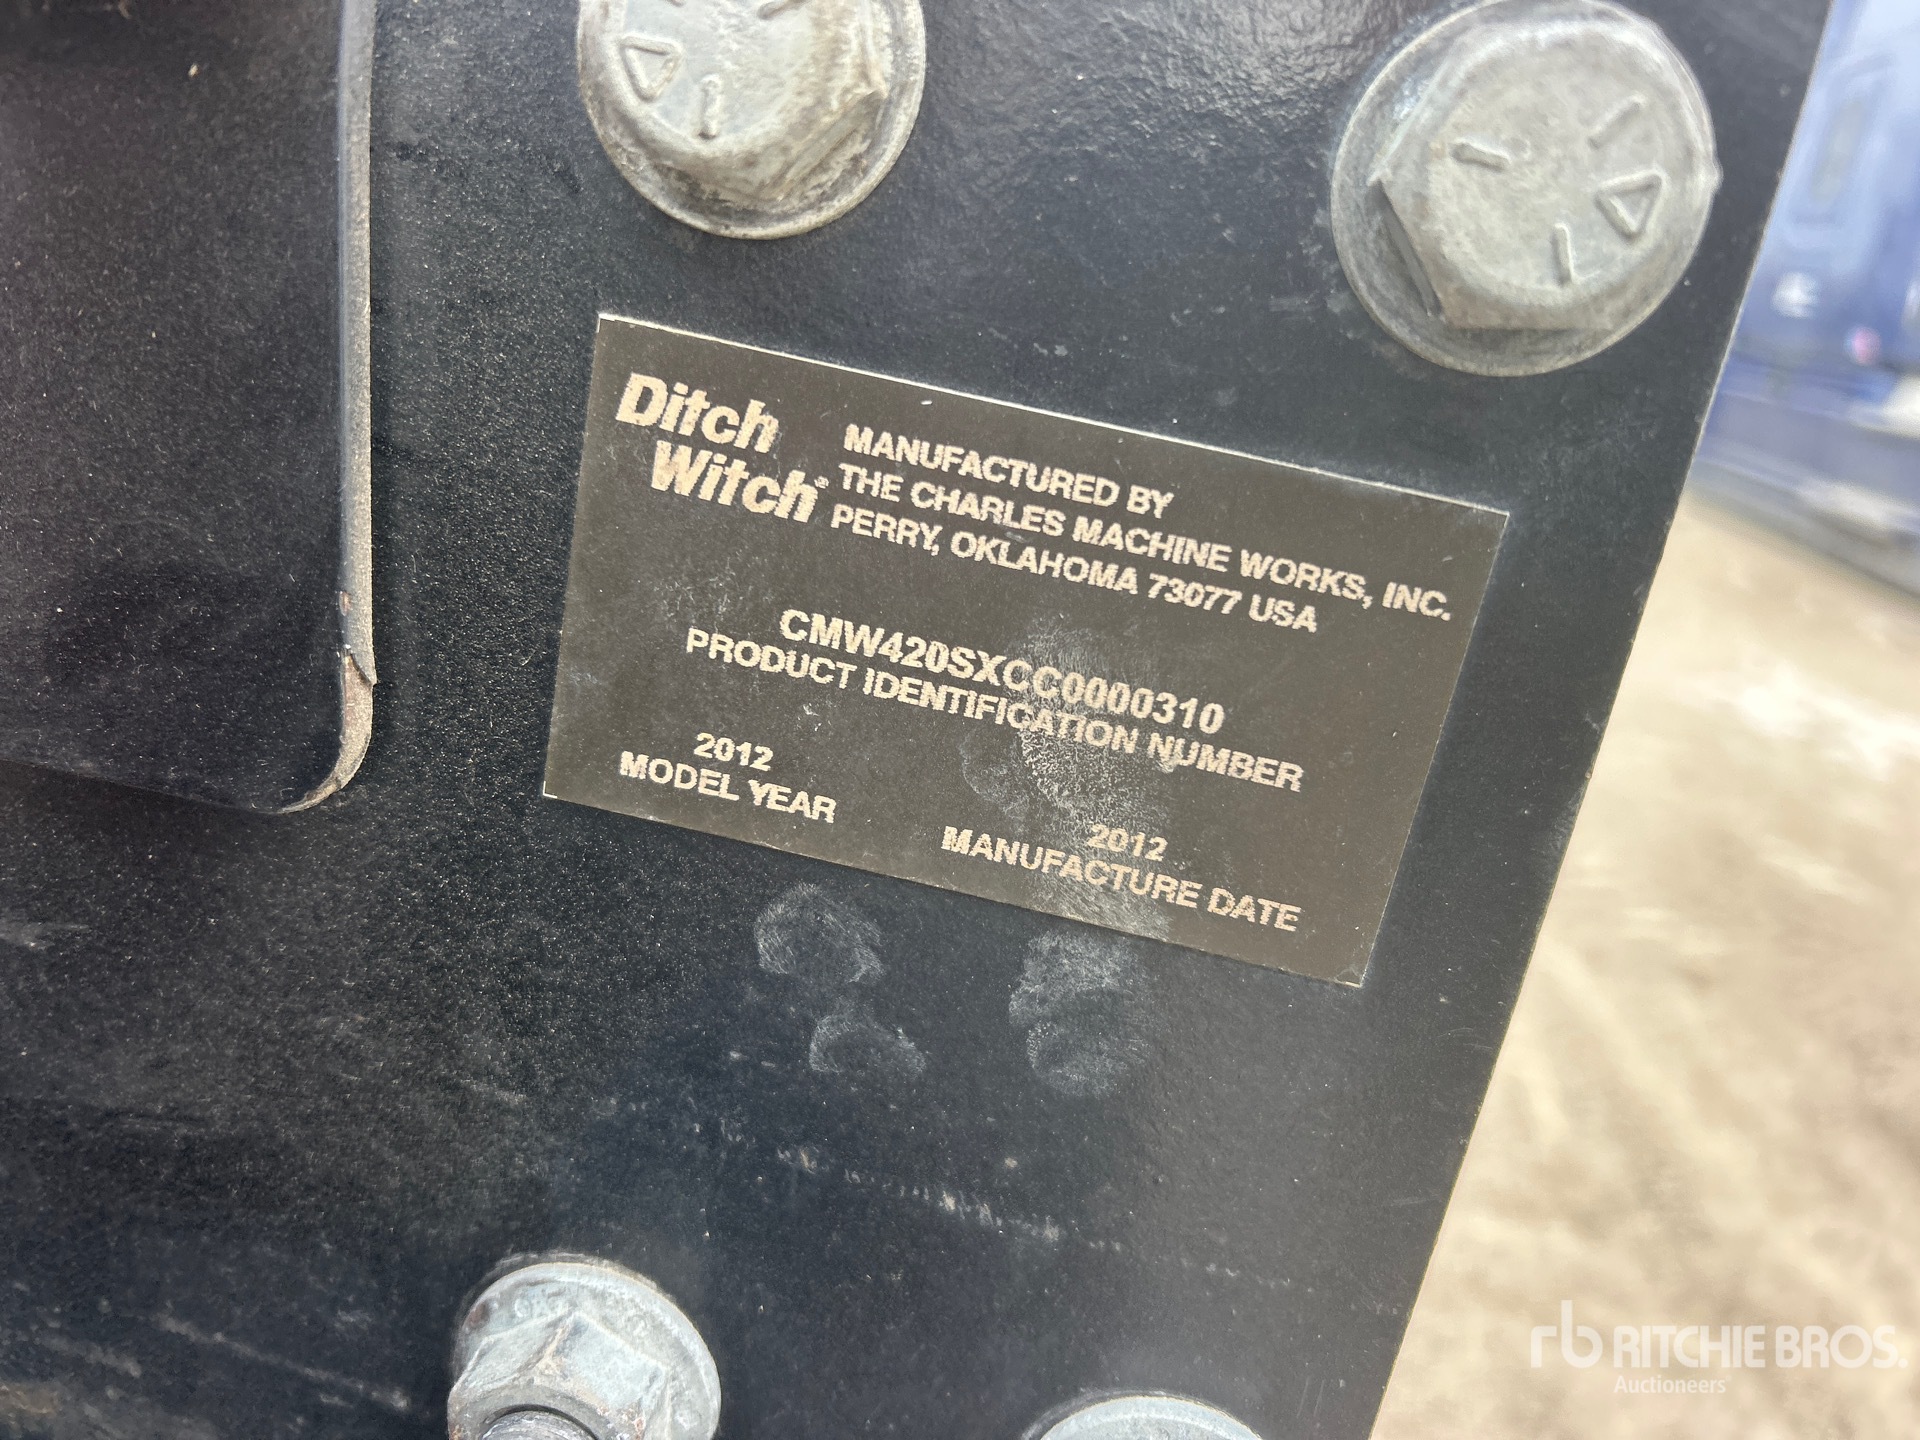 Ditch
Witch®
MANUFACTURED BY
THE CHARLES MACHINE WORKS, INC.
PERRY, OKLAHOMA 73077 USA
CMW420SXCC0000310
PRODUCT IDENTIFICATION NUMBER
2012
MODEL YEAR
2012
MANUFACTURE DATE
rb RITCHIE BROS.
Auctioneers